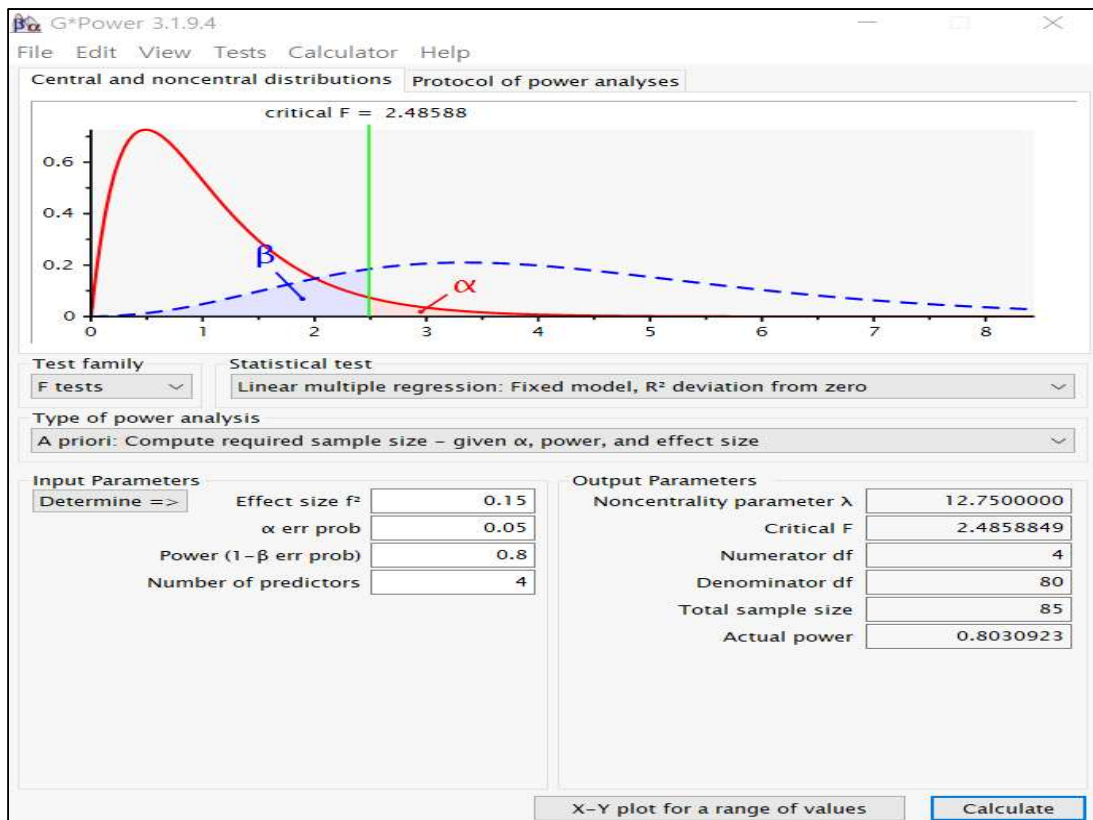 βα G*Power 3.1.9.4
File Edit View Tests Calculator Help
Central and noncentral distributions Protocol of power analyses
critical F = 2.48588
0.6
0.4
0.2
0
β
α
0 1 2 3 4 5 6 7 8
Test family Statistical test
F tests Linear multiple regression: Fixed model, R² deviation from zero
Type of power analysis
A priori: Compute required sample size – given α, power, and effect size
Input Parameters Output Parameters
Determine => Effect size f² 0.15 Noncentrality parameter λ 12.7500000
α err prob 0.05 Critical F 2.4858849
Power (1–β err prob) 0.8 Numerator df 4
Number of predictors 4 Denominator df 80
Total sample size 85
Actual power 0.8030923
X–Y plot for a range of values Calculate